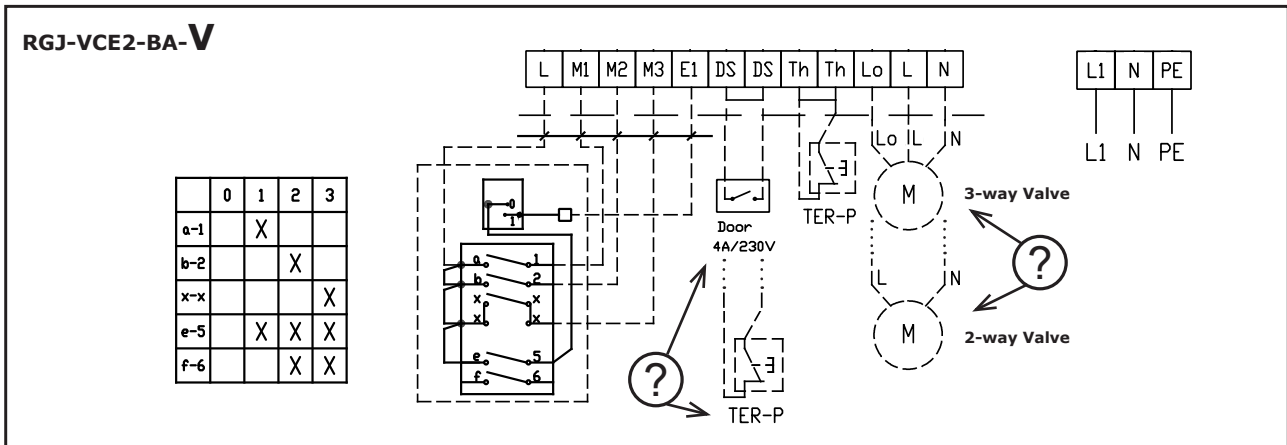 RGJ-VCE2-BA-V
L M1 M2 M3 E1 DS DS Th Th Lo L N
L1 N PE
L1 N PE
Lo L N
M
3-way Valve
TER-P
0
1
Door
4A/230V
0 1 2 3
a-1 X
b-2 X
x-x X
e-5 X X X
f-6 X X
a 1
b 2
x x
x x
e 5
f 6
?
?
L N
M
2-way Valve
TER-P